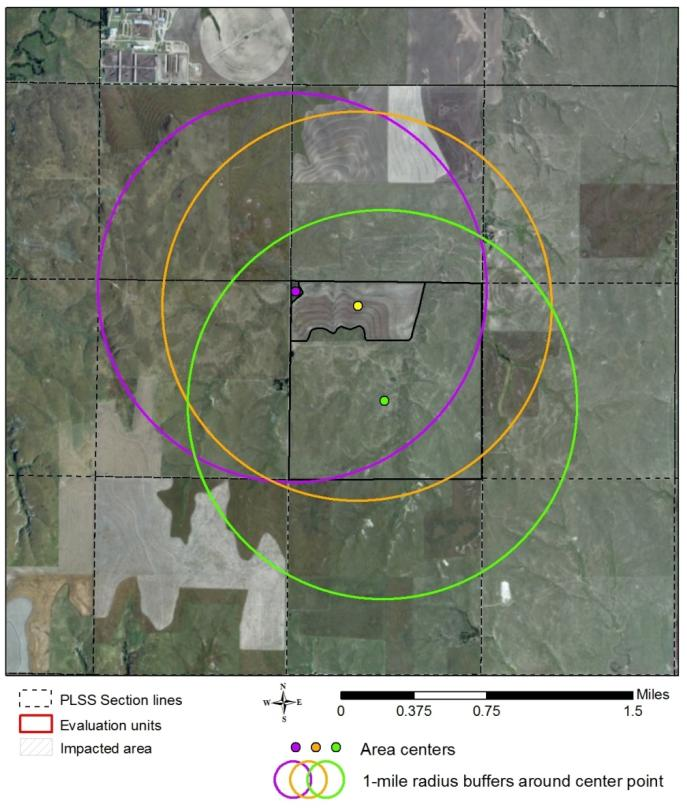 PLSS Section lines
Evaluation units
Impacted area
N
W E
S
Miles
0 0.375 0.75 1.5
Area centers
1-mile radius buffers around center point